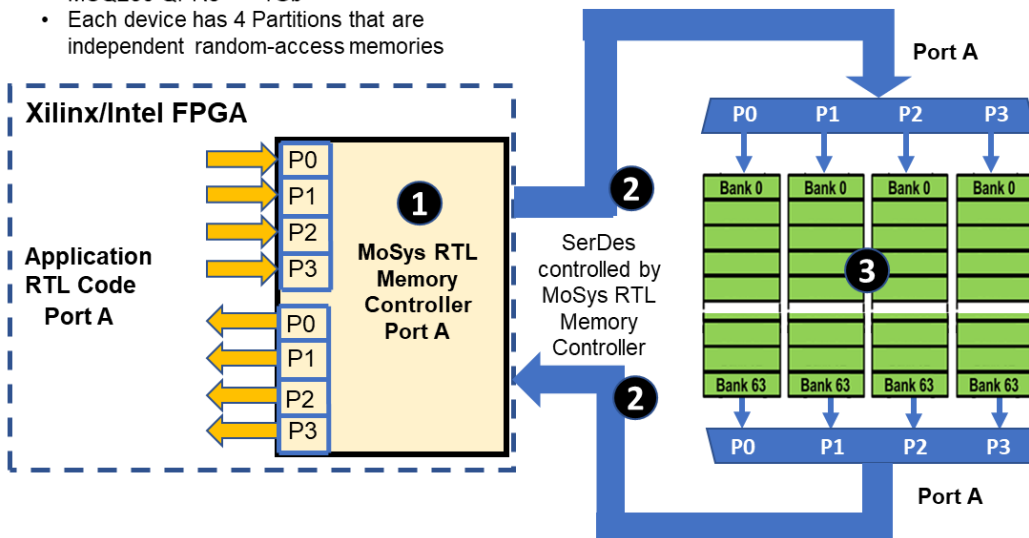 • Each device has 4 Partitions that are
independent random-access memories
Xilinx/Intel FPGA
Application
RTL Code
Port A
P0
P1
P2
P3
P0
P1
P2
P3
1
MoSys RTL
Memory
Controller
Port A
2
SerDes
controlled by
MoSys RTL
Memory
Controller
2
Port A
P0 P1 P2 P3
Bank 0 Bank 0 Bank 0 Bank 0
3
Bank 63 Bank 63 Bank 63 Bank 63
P0 P1 P2 P3
Port A